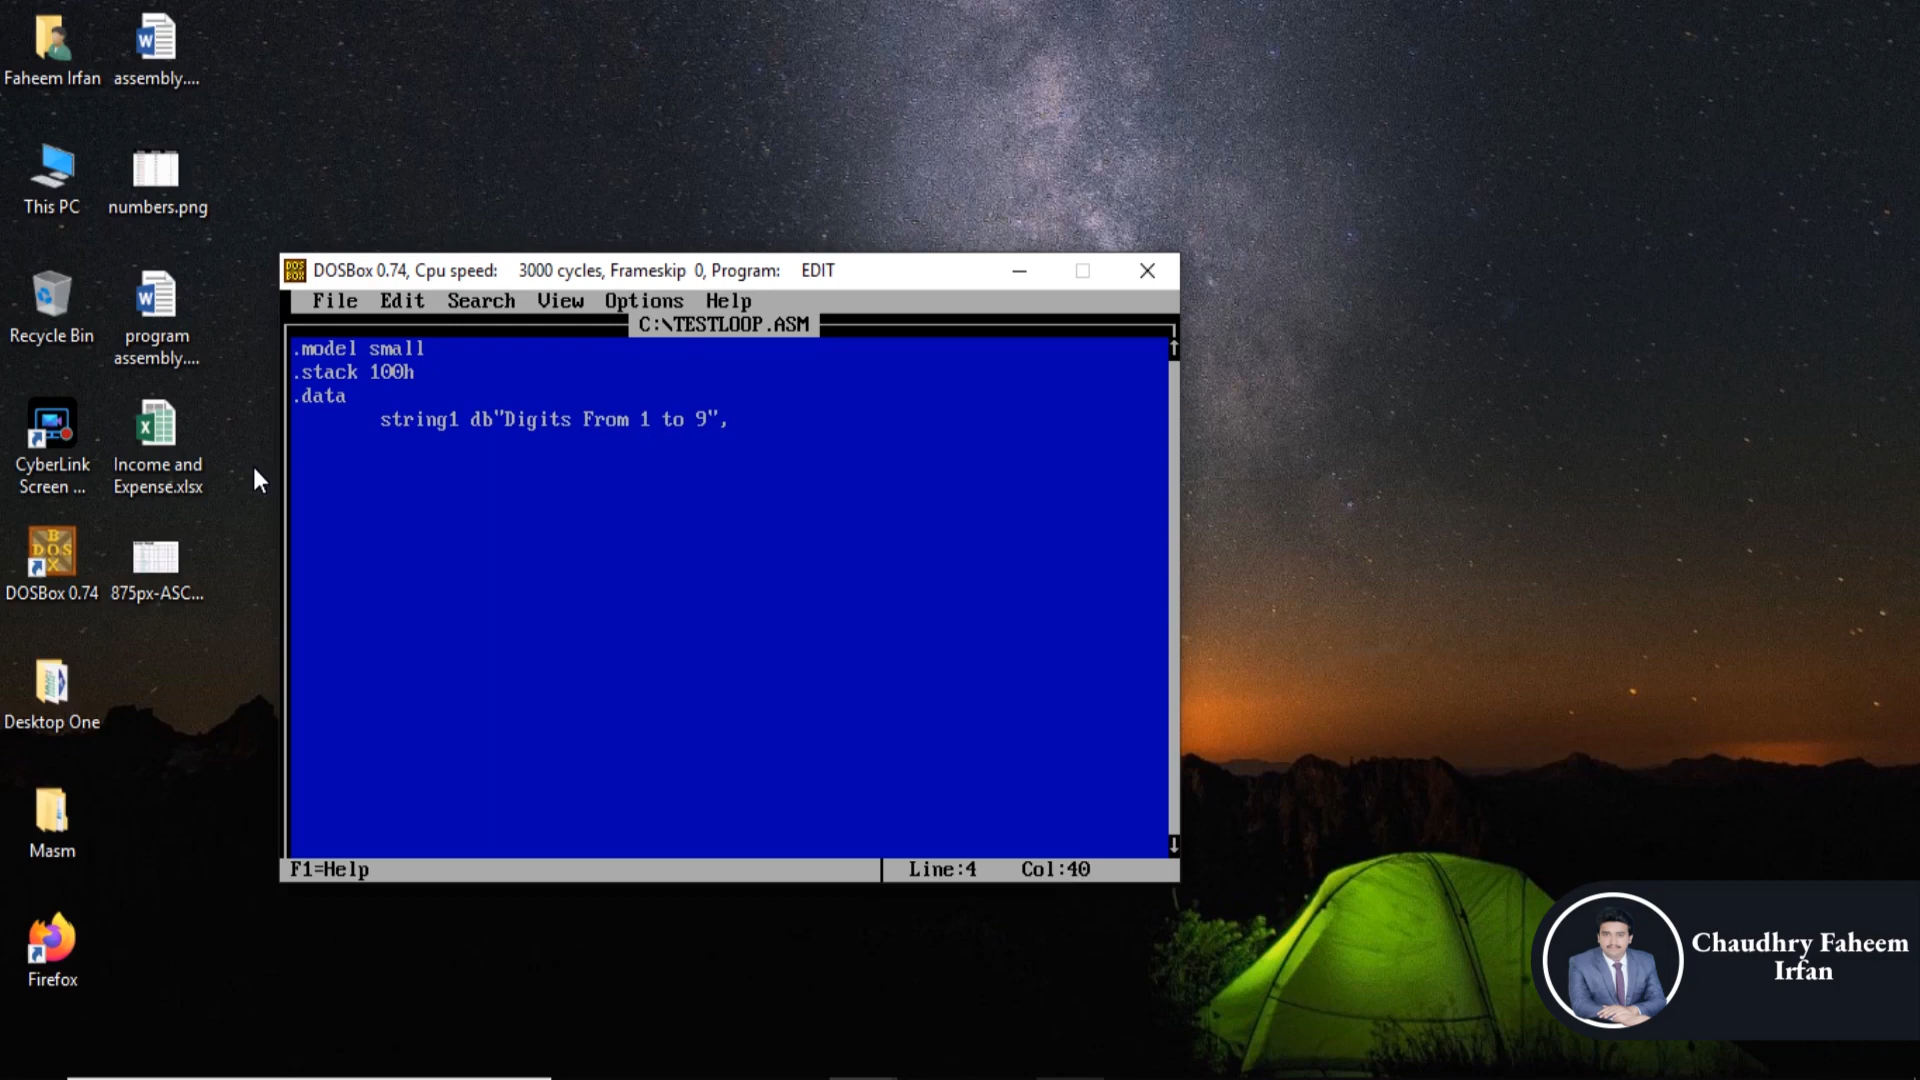 Faheem Irfan
assembly....
This PC
numbers.png
Recycle Bin
program
assembly....
CyberLink
Screen ...
Income and
Expense.xlsx
DOSBox 0.74
875px-ASC...
Desktop One
Masm
Firefox
DOSBox 0.74, Cpu speed: 3000 cycles, Frameskip 0, Program: EDIT
File Edit Search View Options Help
C:\TESTLOOP.ASM
.model small
.stack 100h
.data
string1 db"Digits From 1 to 9",
F1=Help Line:4 Col:40
Chaudhry Faheem
Irfan